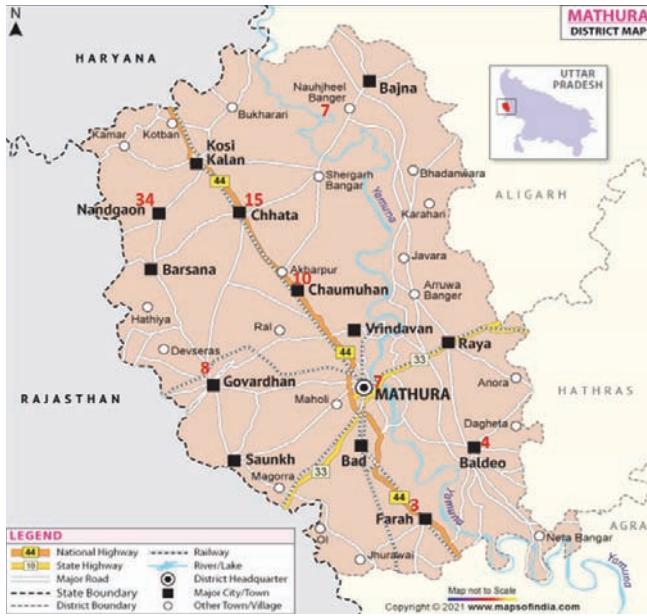 MATHURA
DISTRICT MAP
N
HARYANA
UTTAR
PRADESH
Nauhjheel
Banger
7
Bajna
Bukharari
Kamar
Kotban
Kosi
Kalan
44
Shergarh
Bangar
Bhadanwara
ALIGARH
34
Nandgaon
15
Chhata
Yamuna
Karahari
Barsana
Akbarpur
10
Chaumuhan
Javara
Arruwa
Banger
Hathiya
Ral
Vrindavan
Raya
Devseras
44
33
8
Govardhan
7
MATHURA
Anora
HATHRAS
RAJASTHAN
Maholi
Dagheta
4
Baldeo
Saunkh
33
Bad
Magorra
44
3
Farah
Yamuna
AGRA
Ol
Jhurawai
Neta Bangar
Yamuna
LEGEND
44 National Highway
Railway
10 State Highway
River/Lake
Major Road
District Headquarter
State Boundary
Major City/Town
District Boundary
Other Town/Village
Map not to Scale
Copyright © 2021 www.mapsofindia.com